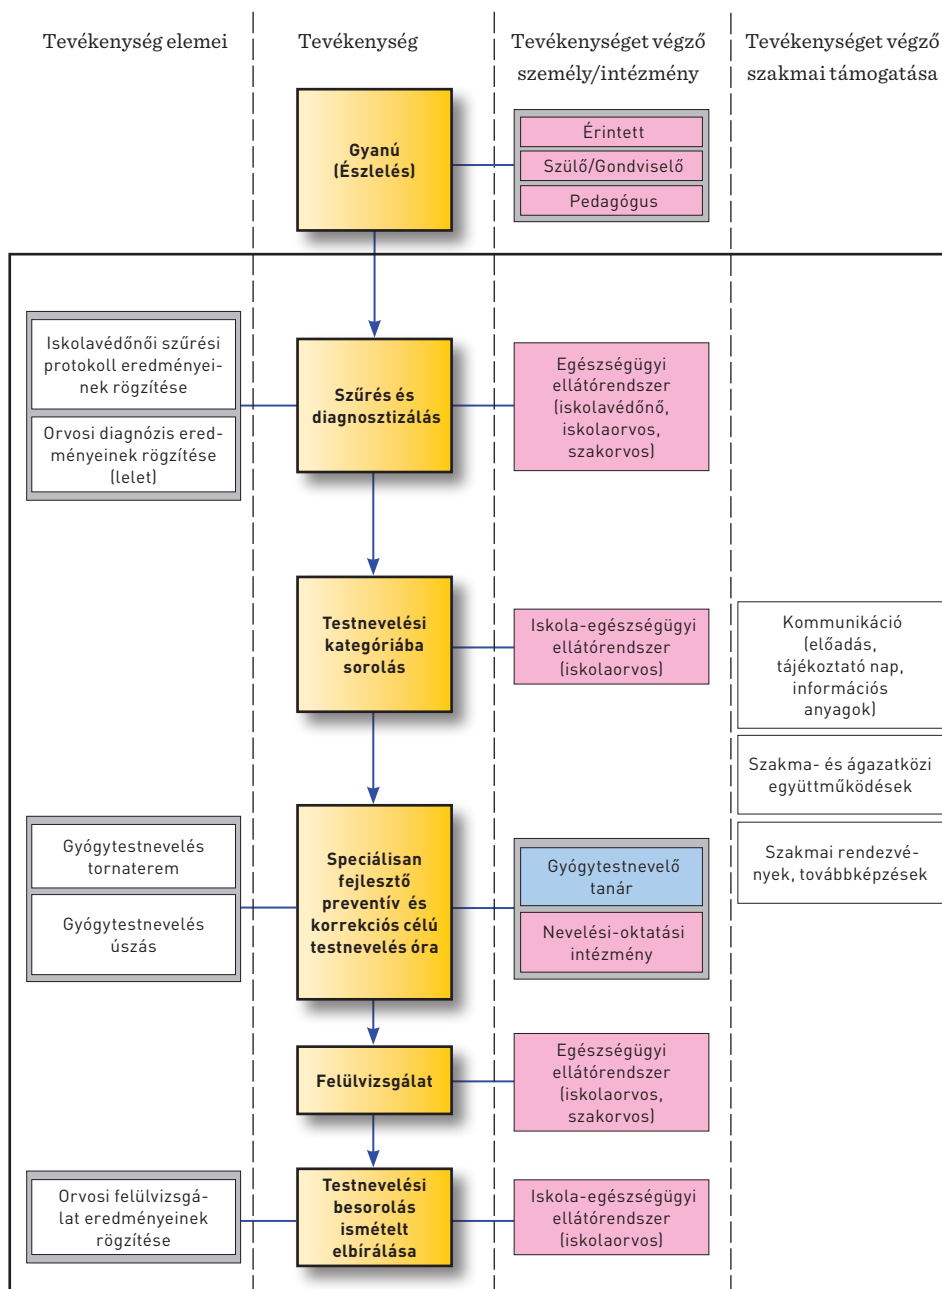 Tevékenység elemei
Tevékenység
Tevékenységet végző
személy/intézmény
Tevékenységet végző
szakmai támogatása
Gyanú
(Észlelés)
Érintett
Szülő/Gondviselő
Pedagógus
Iskolavédőnői szűrési
protokoll eredményei-
nek rögzítése
Orvosi diagnózis ered-
ményeinek rögzítése
(lelet)
Szűrés és
diagnosztizálás
Egészségügyi
ellátórendszer
(iskolavédőnő,
iskolaorvos,
szakorvos)
Testnevelési
kategóriába
sorolás
Iskola-egészségügyi
ellátórendszer
(iskolaorvos)
Kommunikáció
(előadás,
tájékoztató nap,
információs
anyagok)
Szakma- és ágazatközi
együttműködések
Szakmai rendezvé-
nyek, továbbképzések
Gyógytestnevelés
tornaterem
Gyógytestnevelés
úszás
Speciálisan
fejlesztő
preventív és
korrekciós célú
testnevelés óra
Gyógytestnevelő
tanár
Nevelési-oktatási
intézmény
Felülvizsgálat
Egészségügyi
ellátórendszer
(iskolaorvos,
szakorvos)
Orvosi felülvizsgá-
lat eredményeinek
rögzítése
Testnevelési
besorolás
ismételt
elbírálása
Iskola-egészségügyi
ellátórendszer
(iskolaorvos)